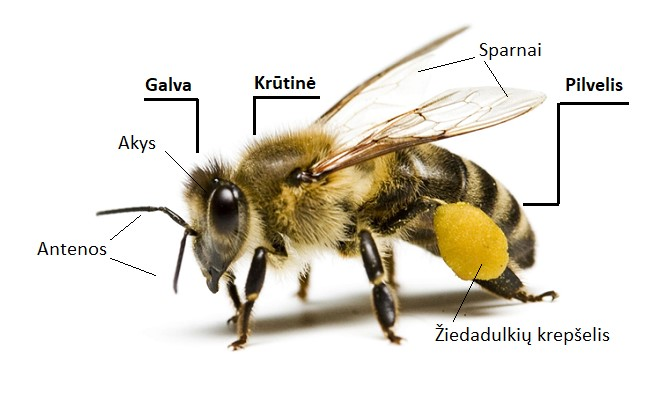 Sparnai
Galva
Krūtinė
Pilvelis
Akys
Antenos
Žiedadulkių krepšelis